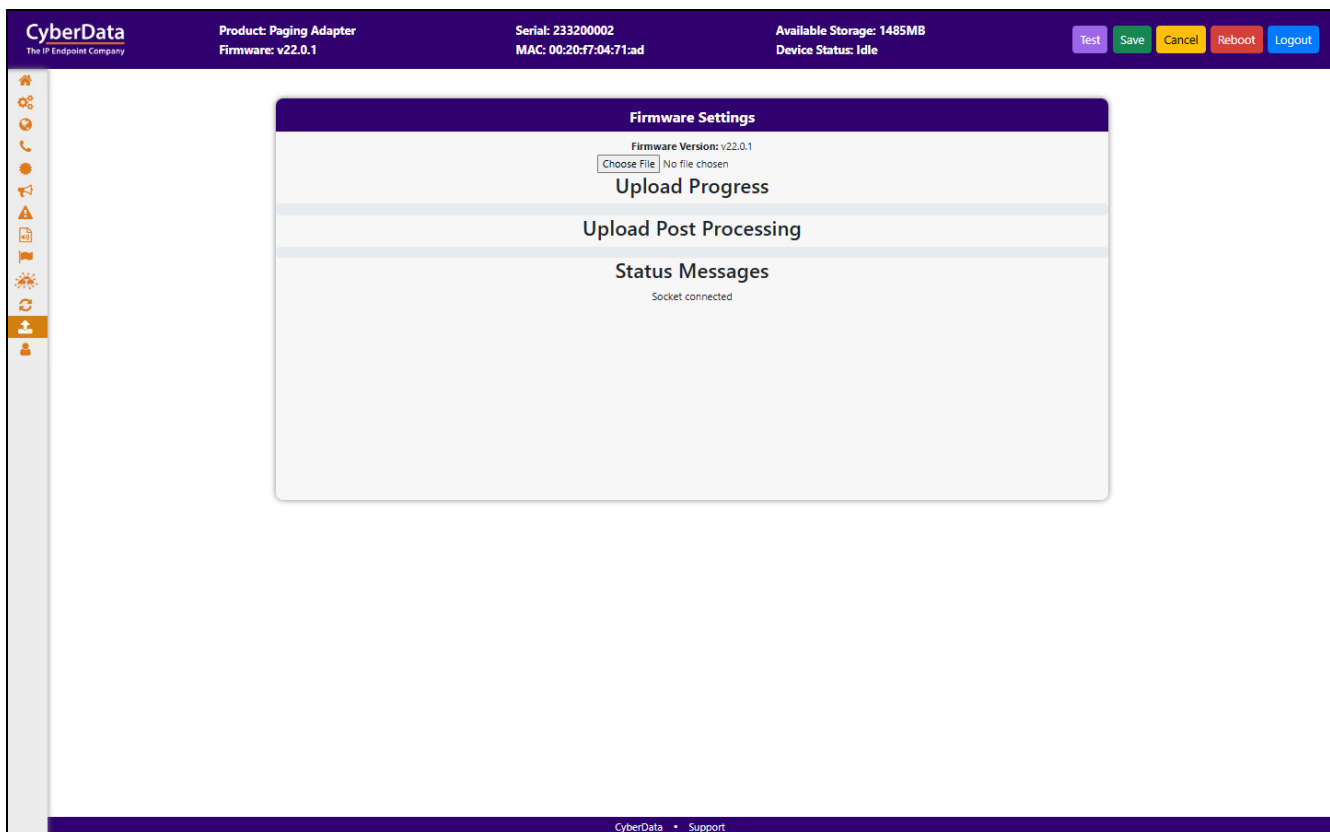 CyberData
The IP Endpoint Company
Product: Paging Adapter
Firmware: v22.0.1
Serial: 233200002
MAC: 00:20:f7:04:71:ad
Available Storage: 1485MB
Device Status: Idle
Test Save Cancel Reboot Logout
Firmware Settings
Firmware Version: v22.0.1
Choose File No file chosen
Upload Progress
Upload Post Processing
Status Messages
Socket connected
CyberData • Support